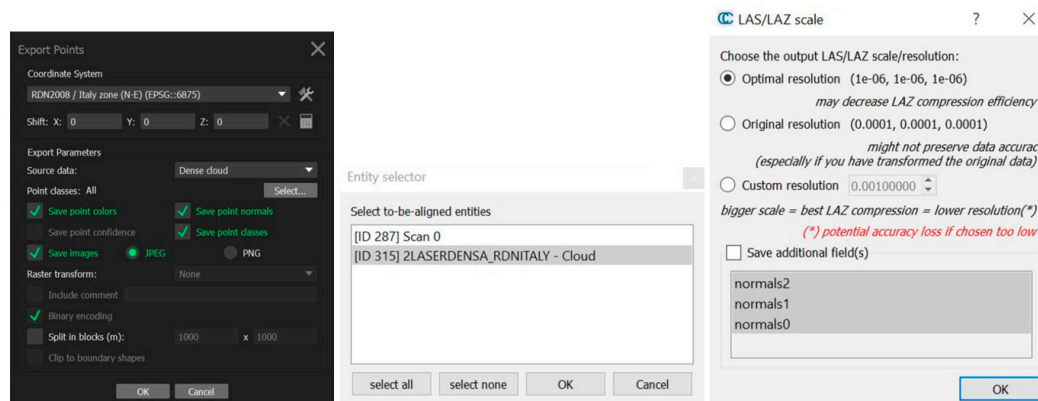 Export Points
Coordinate System
RDN2008 / Italy zone (N-E) (EPSG::6875)
Shift: X: 0 Y: 0 Z: 0
Export Parameters
Source data: Dense cloud
Point classes: All Select...
Save point colors Save point normals
Save point confidence Save point classes
Save images JPEG PNG
Raster transform: None
Include comment
Binary encoding
Split in blocks (m): 1000 x 1000
Clip to boundary shapes
OK Cancel
Entity selector
Select to-be-aligned entities
[ID 287] Scan 0
[ID 315] 2LASERDENSA_RDNITALY - Cloud
select all select none OK Cancel
LAS/LAZ scale ?
Choose the output LAS/LAZ scale/resolution:
Optimal resolution (1e-06, 1e-06, 1e-06)
may decrease LAZ compression efficiency
Original resolution (0.0001, 0.0001, 0.0001)
might not preserve data accurac
(especially if you have transformed the original data)
Custom resolution 0.00100000
bigger scale = best LAZ compression = lower resolution(*)
(*) potential accuracy loss if chosen too low
Save additional field(s)
normals2
normals1
normals0
OK